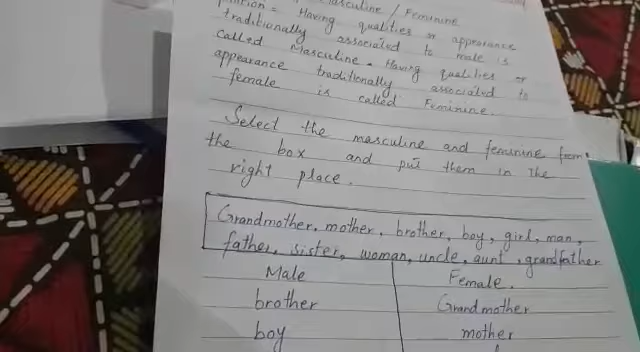 Masculine / Feminine
Having qualities or appearance
traditionally associated to male is
called Masculine. Having qualities or
appearance traditionally associated to
female is called Feminine.
Select the masculine and feminine from
the box and put them in the
right place.
Grandmother, mother, brother, boy, girl, man,
father, sister, woman, uncle, aunt, grandfather
Male Female.
brother Grandmother
boy mother